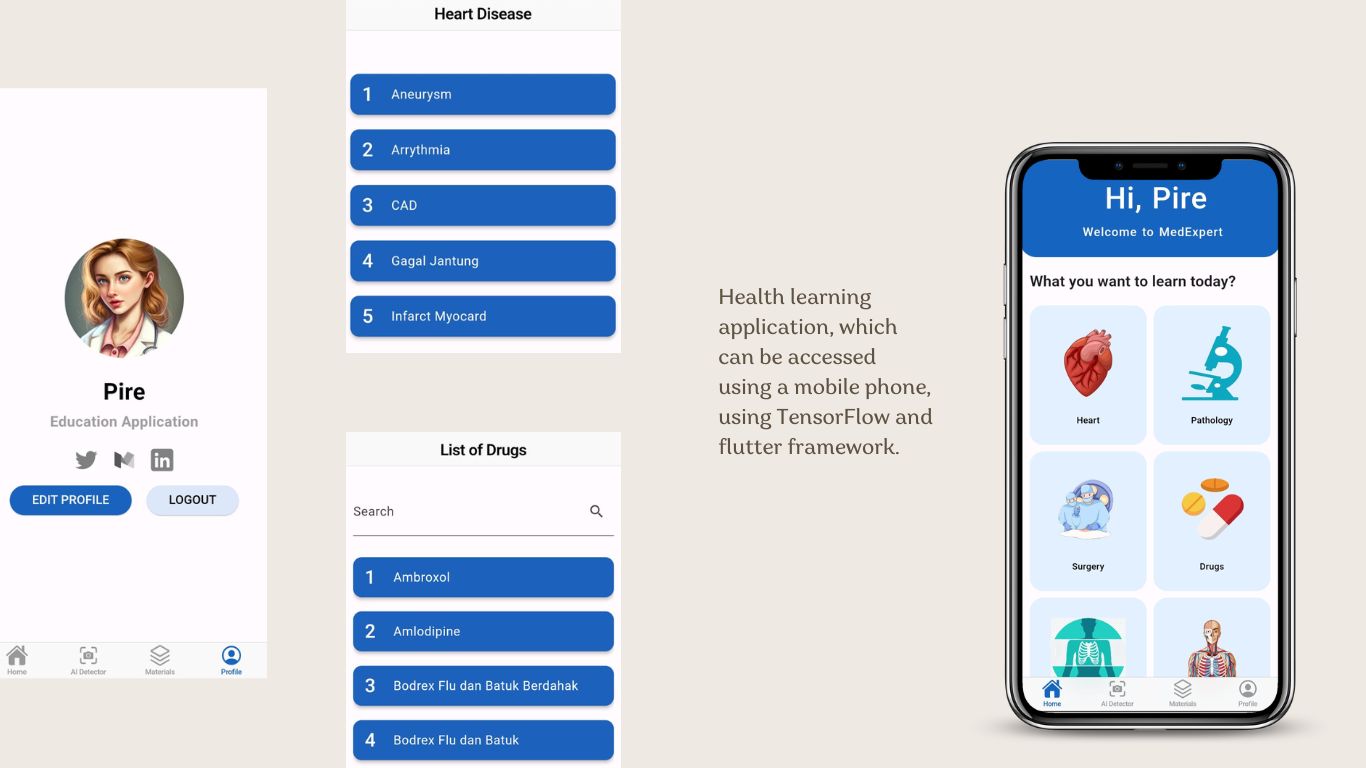 Pire
Education Application
EDIT PROFILE
LOGOUT
Home
AI Detector
Materials
Profile
Heart Disease
1 Aneurysm
2 Arrythmia
3 CAD
4 Gagal Jantung
5 Infarct Myocard
List of Drugs
Search
1 Ambroxol
2 Amlodipine
3 Bodrex Flu dan Batuk Berdahak
4 Bodrex Flu dan Batuk
Health learning
application, which
can be accessed
using a mobile phone,
using TensorFlow and
flutter framework.
Hi, Pire
Welcome to MedExpert
What you want to learn today?
Heart
Pathology
Surgery
Drugs
Home
AI Detector
Materials
Profile